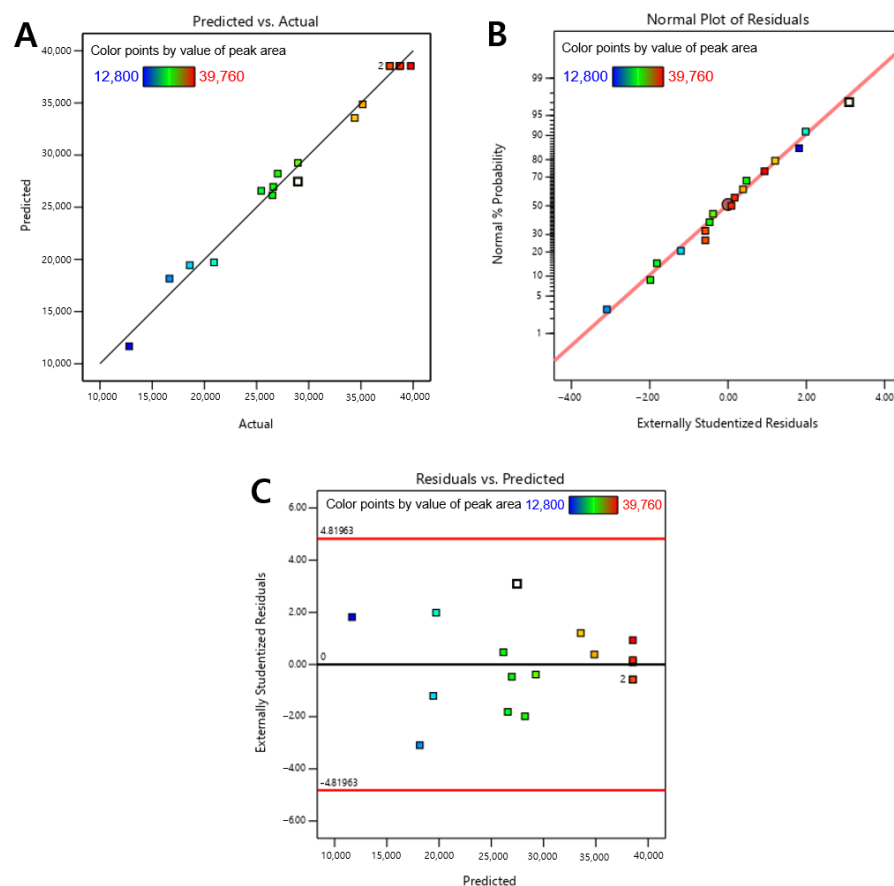 A
Predicted vs. Actual
Color points by value of peak area
12,800 39,760
2
40,000
35,000
30,000
25,000
20,000
15,000
10,000
Predicted
10,000 15,000 20,000 25,000 30,000 35,000 40,000
Actual
B
Normal Plot of Residuals
Color points by value of peak area
12,800 39,760
99
95
90
80
70
50
30
20
10
5
1
Normal % Probability
-4.00 -2.00 0.00 2.00 4.00
Externally Studentized Residuals
C
Residuals vs. Predicted
Color points by value of peak area 12,800 39,760
6.00
4.81963
4.00
2.00
0
0.00
2
-2.00
-4.00
-4.81963
-6.00
Externally Studentized Residuals
10,000 15,000 20,000 25,000 30,000 35,000 40,000
Predicted